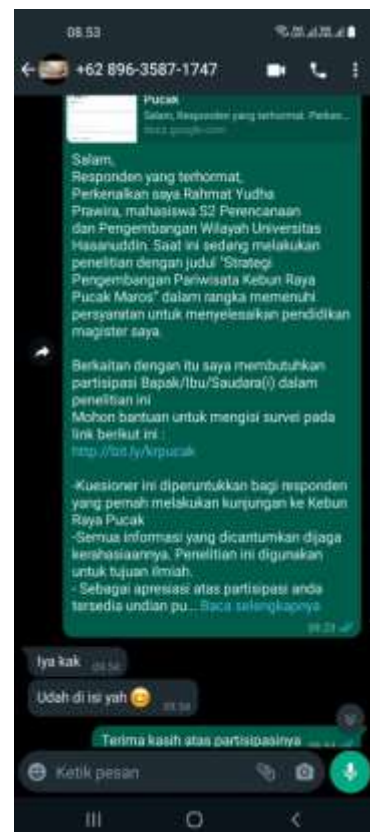 08.53
+62 896-3587-1747
Pucak
Salam, Responden yang terhormat. Perken...
docs.google.com
Salam,
Responden yang terhormat,
Perkenalkan saya Rahmat Yudha
Prawira, mahasiswa S2 Perencanaan
dan Pengembangan Wilayah Universitas
Hasanuddin. Saat ini sedang melakukan
penelitian dengan judul "Strategi
Pengembangan Pariwisata Kebun Raya
Pucak Maros" dalam rangka memenuhi
persyaratan untuk menyelesaikan pendidikan
magister saya.
Berkaitan dengan itu saya membutuhkan
partisipasi Bapak/Ibu/Saudara(i) dalam
penelitian ini
Mohon bantuan untuk mengisi survei pada
link berikut ini :
http://bit.ly/krpucak
-Kuesioner ini diperuntukkan bagi responden
yang pernah melakukan kunjungan ke Kebun
Raya Pucak
-Semua informasi yang dicantumkan dijaga
kerahasiaannya. Penelitian ini digunakan
untuk tujuan ilmiah.
- Sebagai apresiasi atas partisipasi anda
tersedia undian pu... Baca selengkapnya
Iya kak
Udah di isi yah 😊
Terima kasih atas partisipasinya
Ketik pesan